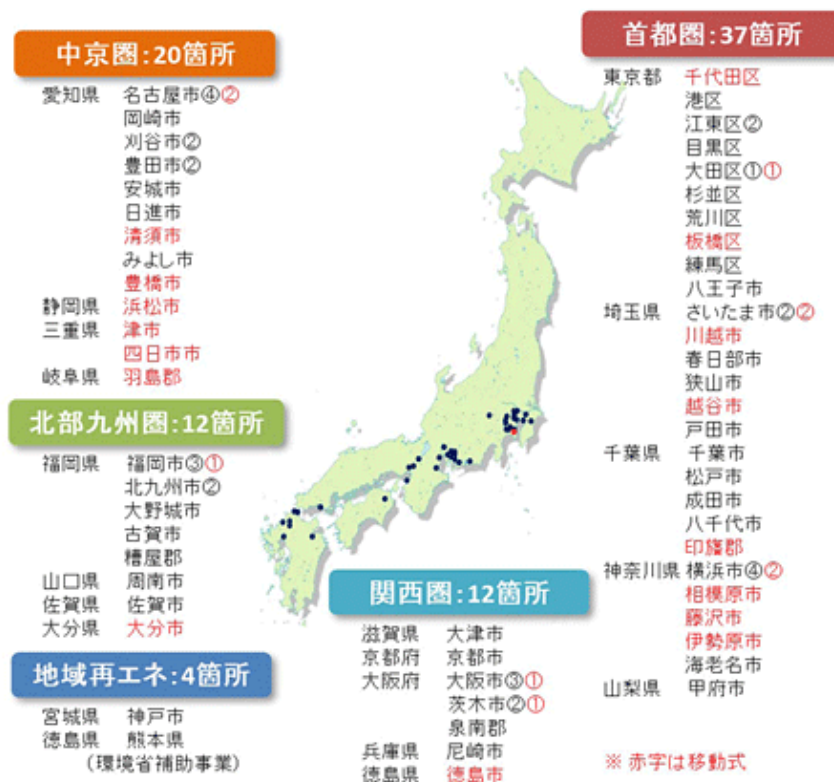 中京圏:20箇所
愛知県 名古屋市④②
岡崎市
刈谷市②
豊田市②
安城市
日進市
清須市
みよし市
豊橋市
静岡県 浜松市
三重県 津市
四日市市
岐阜県 羽島郡
北部九州圏:12箇所
福岡県 福岡市③①
北九州市②
大野城市
古賀市
糟屋郡
山口県 周南市
佐賀県 佐賀市
大分県 大分市
地域再エネ:4箇所
宮城県 神戸市
徳島県 熊本県
(環境省補助事業)
関西圏:12箇所
滋賀県 大津市
京都府 京都市
大阪府 大阪市③①
茨木市②①
泉南郡
兵庫県 尼崎市
徳島県 徳島市
首都圏:37箇所
東京都 千代田区
港区
江東区②
目黒区
大田区①①
杉並区
荒川区
板橋区
練馬区
八王子市
埼玉県 さいたま市②②
川越市
春日部市
狭山市
越谷市
戸田市
千葉県 千葉市
松戸市
成田市
八千代市
印旛郡
神奈川県 横浜市④②
相模原市
藤沢市
伊勢原市
海老名市
山梨県 甲府市
※ 赤字は移動式